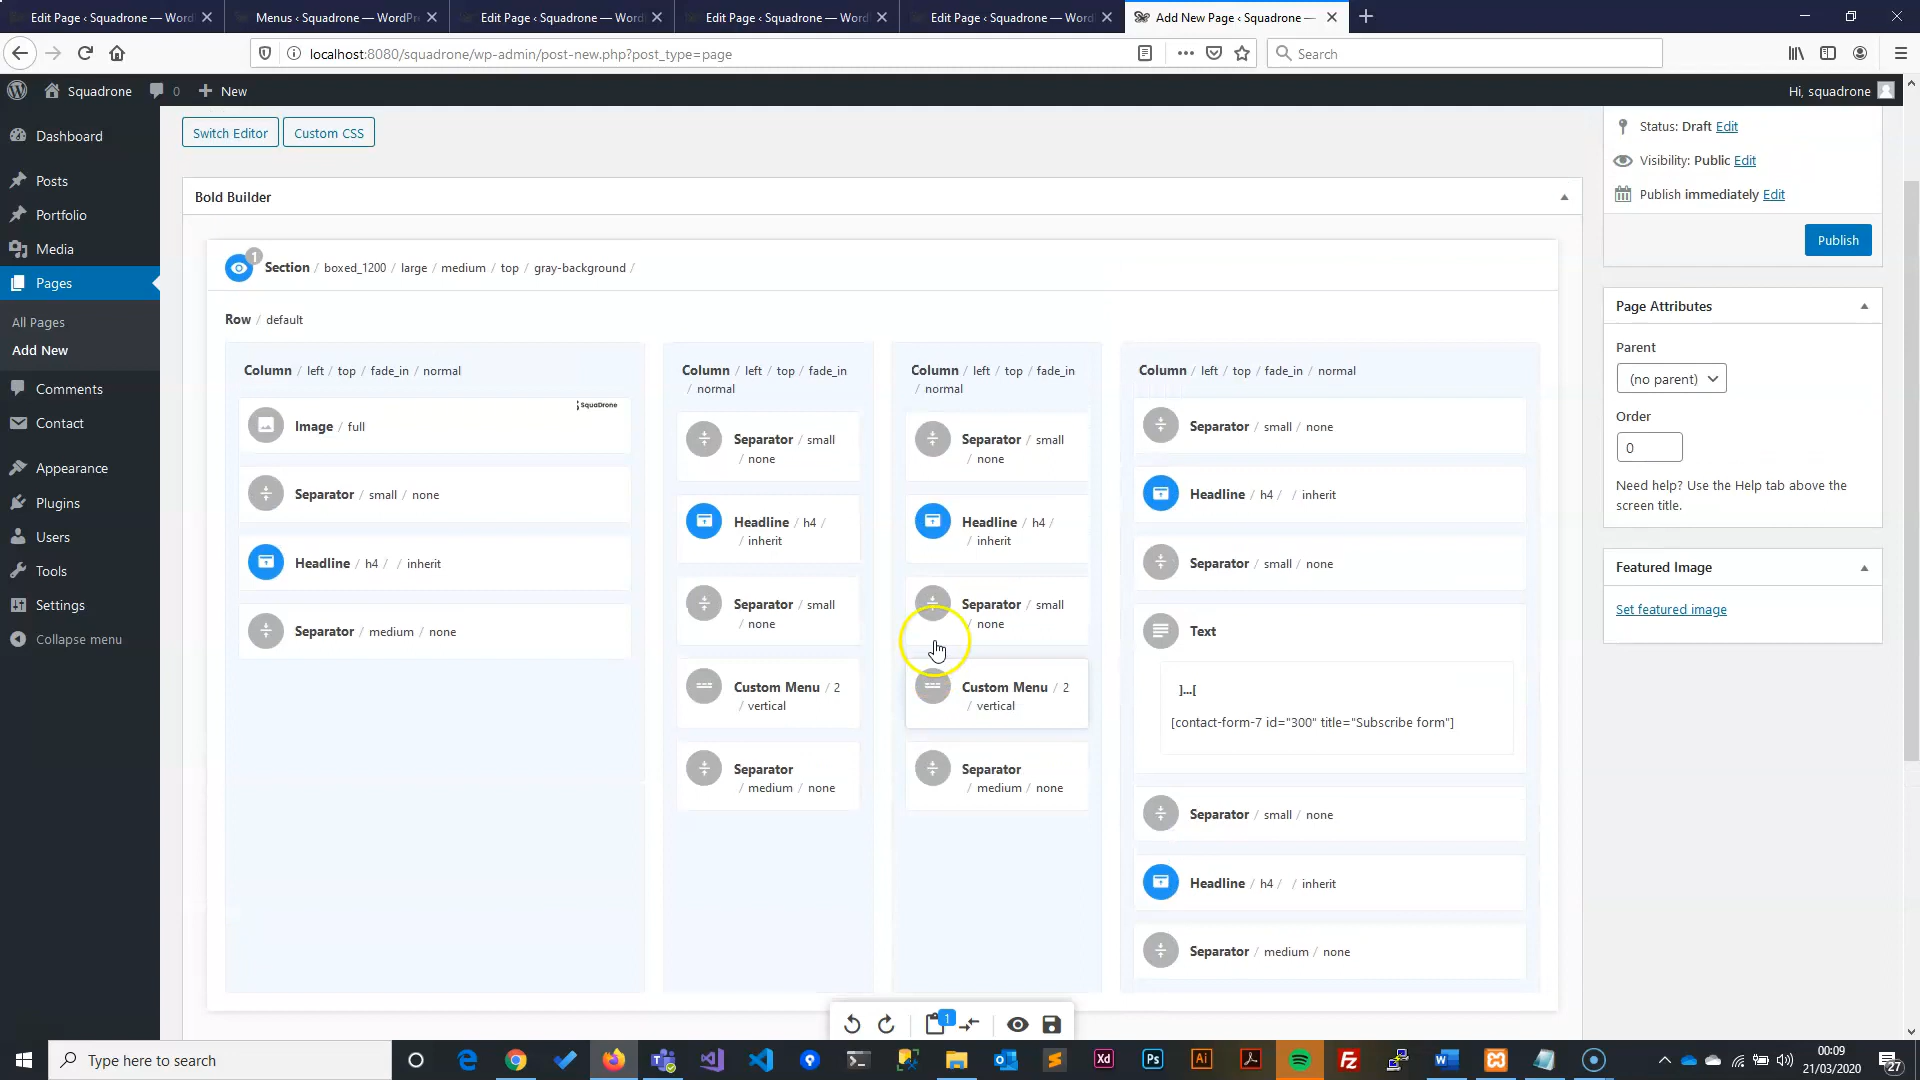 Edit Page ‹ Squadrone — Word
Menus ‹ Squadrone — WordPr
Edit Page ‹ Squadrone — Word
Edit Page ‹ Squadrone — Word
Edit Page ‹ Squadrone — Word
Add New Page ‹ Squadrone —
localhost:8080/squadrone/wp-admin/post-new.php?post_type=page
Search
Squadrone
0
New
Hi, squadrone
Dashboard
Posts
Portfolio
Media
Pages
All Pages
Add New
Comments
Contact
Appearance
Plugins
Users
Tools
Settings
Collapse menu
Switch Editor
Custom CSS
Bold Builder
1
Section / boxed_1200 / large / medium / top / gray-background /
Row / default
Column / left / top / fade_in / normal
Image / full
SquaDrone
Separator / small / none
Headline / h4 / / inherit
Separator / medium / none
Column / left / top / fade_in
/ normal
Separator / small
/ none
Headline / h4 /
/ inherit
Separator / small
/ none
Custom Menu / 2
/ vertical
Separator
/ medium / none
Column / left / top / fade_in
/ normal
Separator / small
/ none
Headline / h4 /
/ inherit
Separator / small
/ none
Custom Menu / 2
/ vertical
Separator
/ medium / none
Column / left / top / fade_in / normal
Separator / small / none
Headline / h4 / / inherit
Separator / small / none
Text
]...[
[contact-form-7 id="300" title="Subscribe form"]
Separator / small / none
Headline / h4 / / inherit
Separator / medium / none
1
Status: Draft Edit
Visibility: Public Edit
Publish immediately Edit
Publish
Page Attributes
Parent
(no parent)
Order
0
Need help? Use the Help tab above the
screen title.
Featured Image
Set featured image
Type here to search
Xd
Ps
Ai
00:09
21/03/2020
27